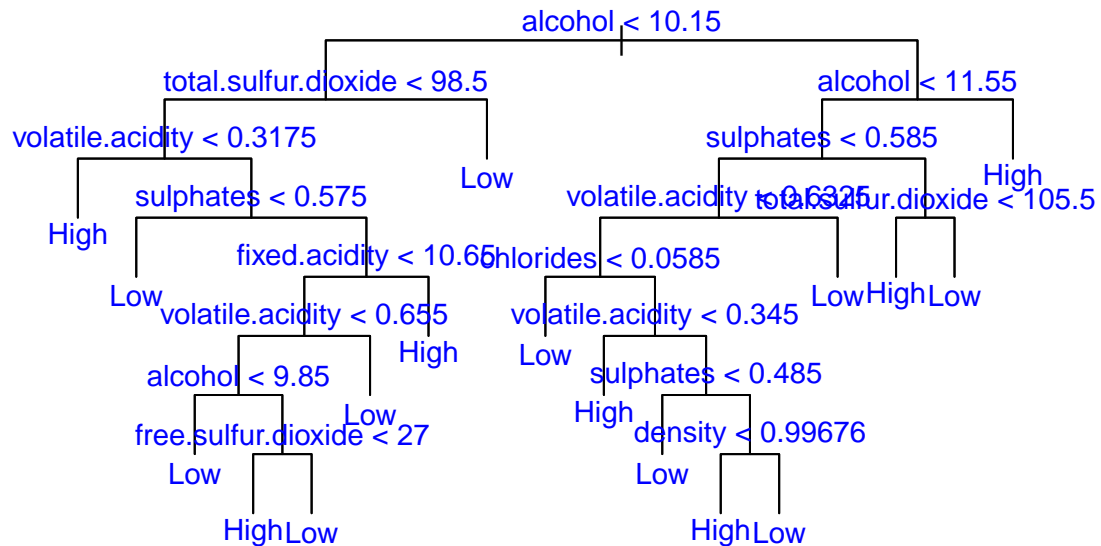 alcohol < 10.15
total.sulfur.dioxide < 98.5
alcohol < 11.55
volatile.acidity < 0.3175
sulphates < 0.585
High
Low
sulphates < 0.575
volatile.acidity < 0.6325
total.sulfur.dioxide < 105.5
High
Low
fixed.acidity < 10.65
chlorides < 0.0585
Low
High
Low
volatile.acidity < 0.655
High
Low
volatile.acidity < 0.345
alcohol < 9.85
Low
High
sulphates < 0.485
free.sulfur.dioxide < 27
Low
Low
density < 0.99676
High
Low
High
Low